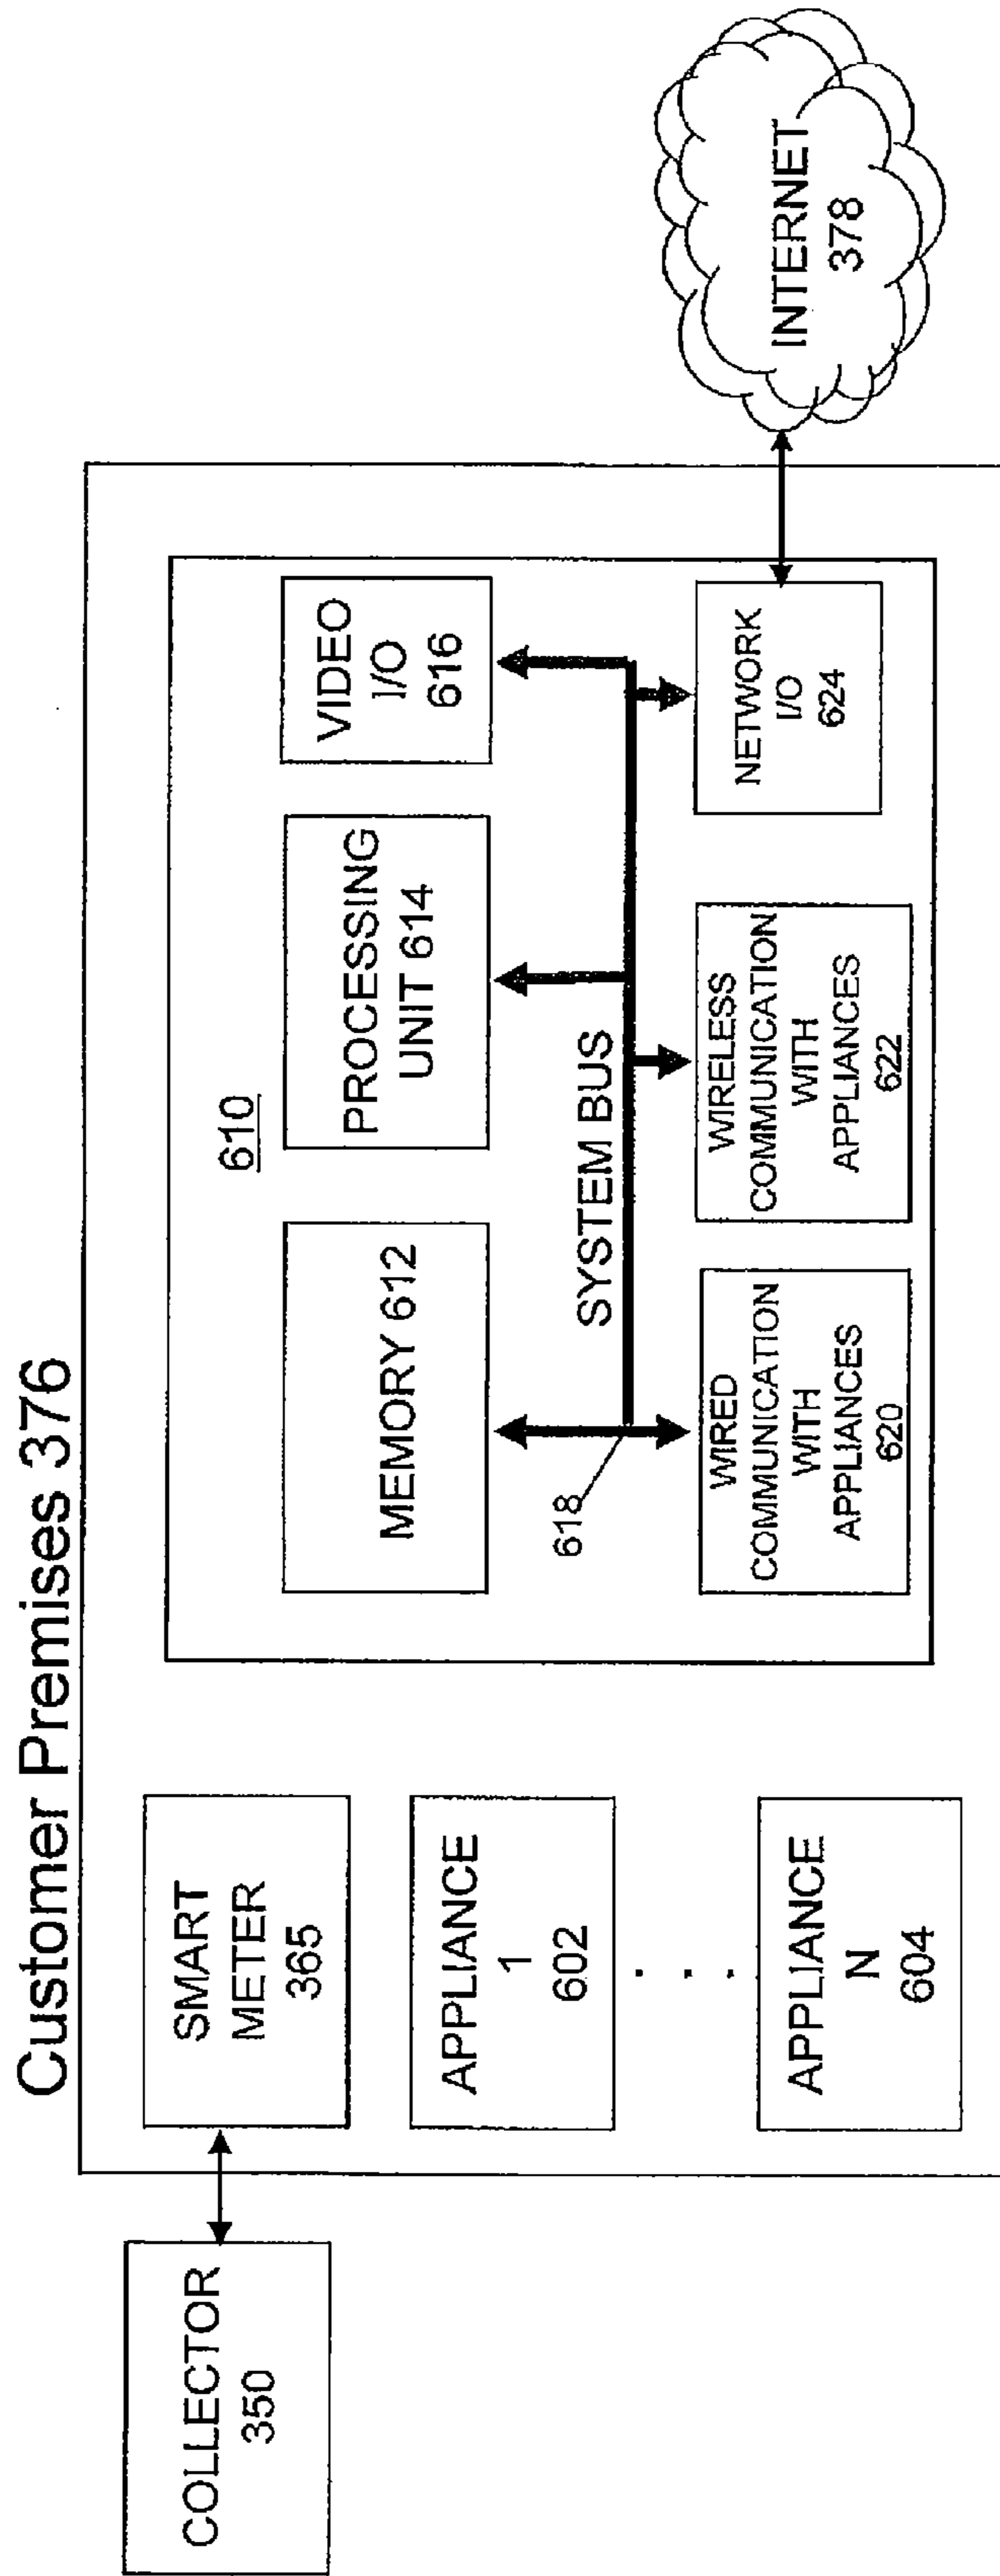 Customer Premises 376
COLLECTOR
350
SMART
METER
365
APPLIANCE
1
602
. . .
APPLIANCE
N
604
610
MEMORY 612
PROCESSING
UNIT 614
VIDEO
I/O
616
618
SYSTEM BUS
WIRED
COMMUNICATION
WITH
APPLIANCES
620
WIRELESS
COMMUNICATION
WITH
APPLIANCES
622
NETWORK
I/O
624
INTERNET
378